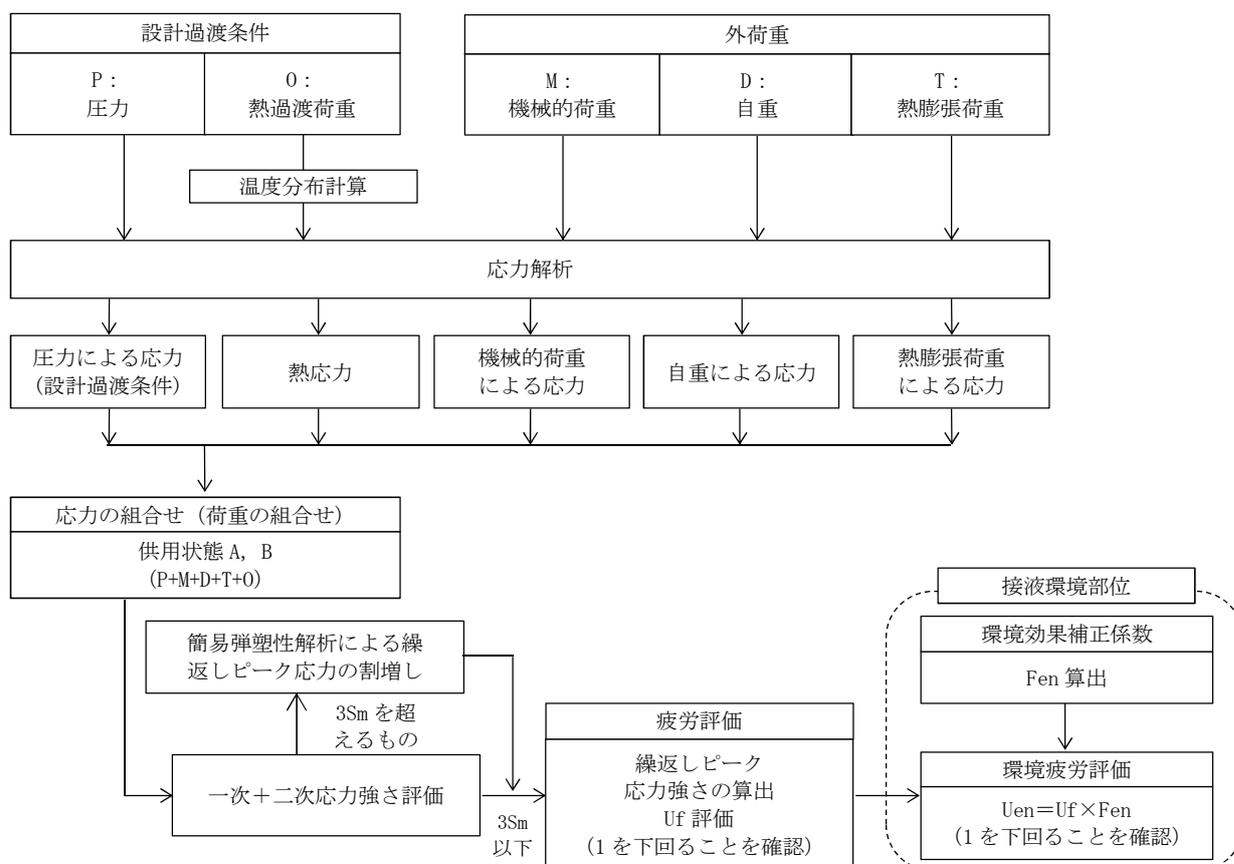 設計過渡条件
外荷重
P：
圧力
O：
熱過渡荷重
M：
機械的荷重
D：
自重
T：
熱膨張荷重
温度分布計算
応力解析
圧力による応力
(設計過渡条件)
熱応力
機械的荷重
による応力
自重による応力
熱膨張荷重
による応力
応力の組合せ（荷重の組合せ）
供用状態 A, B
(P+M+D+T+O)
簡易弾塑性解析による繰
返しピーク応力の割増し
3Sm を超
えるもの
一次＋二次応力強さ評価
3Sm
以下
疲労評価
繰返しピーク
応力強さの算出
Uf 評価
(1 を下回ることを確認)
接液環境部位
環境効果補正係数
Fen 算出
環境疲労評価
Uen＝Uf×Fen
(1 を下回ることを確認)